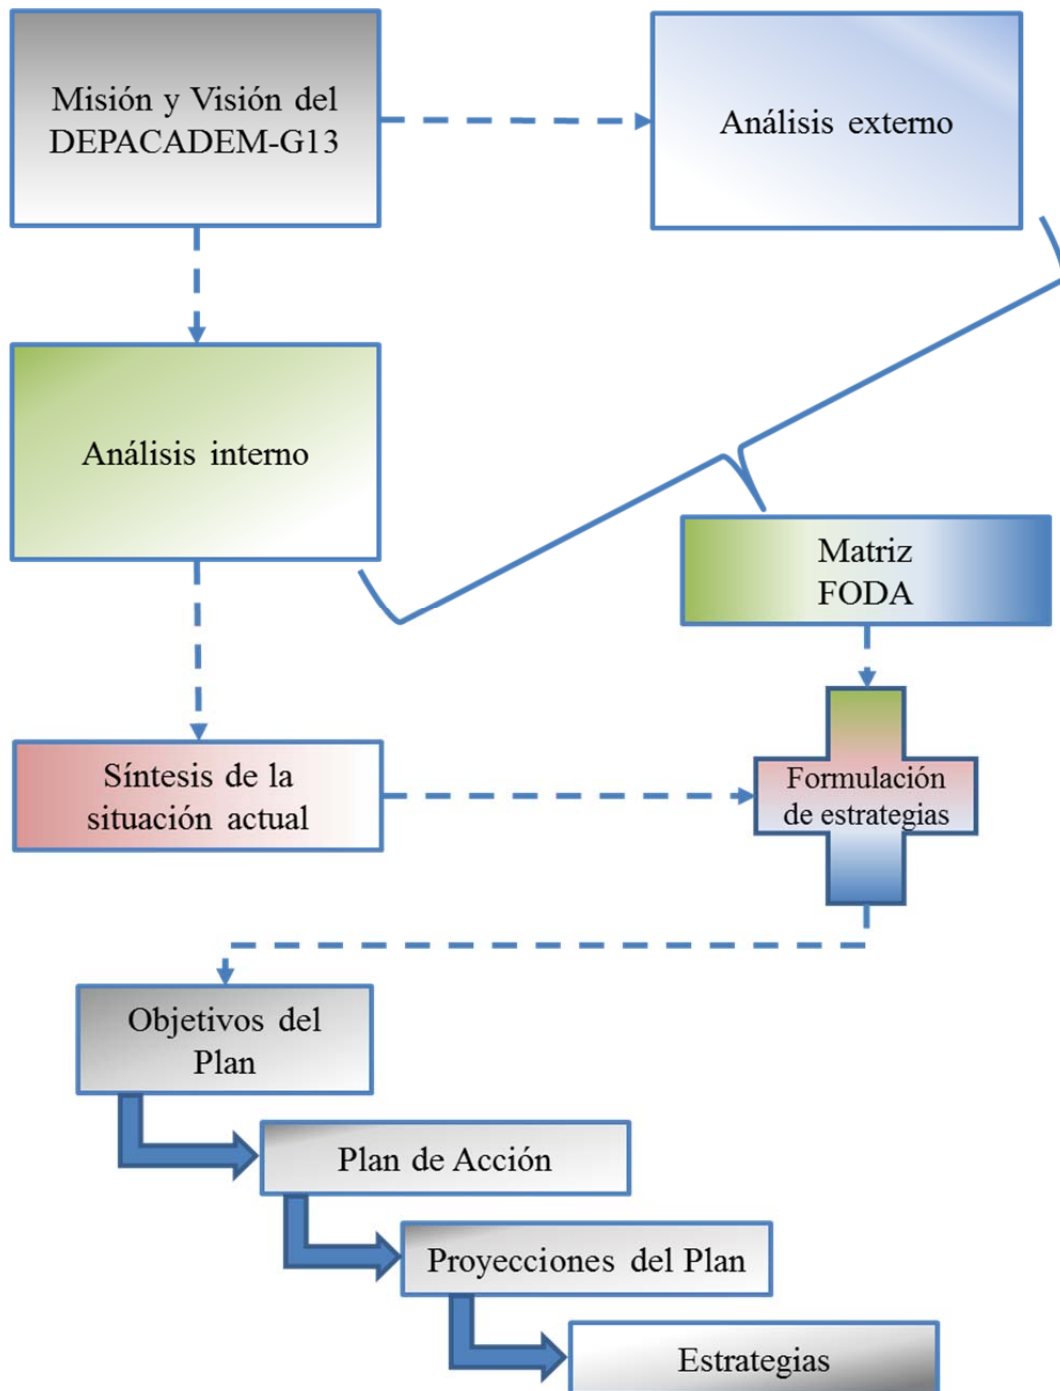 Misión y Visión del
DEPACADEM-G13
Análisis externo
Análisis interno
Matriz
FODA
Síntesis de la
situación actual
Formulación
de estrategias
Objetivos del
Plan
Plan de Acción
Proyecciones del Plan
Estrategias